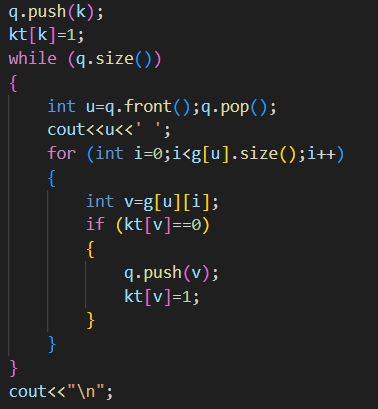 q.push(k);
kt[k]=1;
while (q.size())
{
    int u=q.front();q.pop();
    cout<<u<<' ';
    for (int i=0;i<g[u].size();i++)
    {
        int v=g[u][i];
        if (kt[v]==0)
        {
            q.push(v);
            kt[v]=1;
        }
    }
}
cout<<"\n";